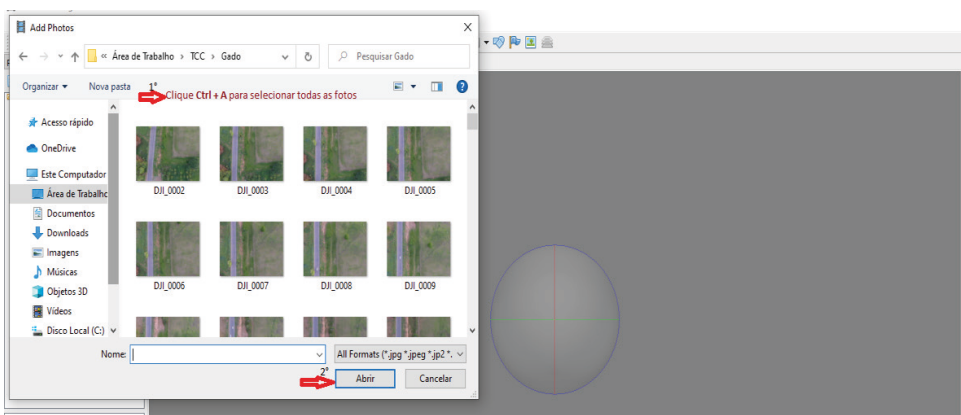 Add Photos
« Área de Trabalho > TCC > Gado
Pesquisar Gado
Organizar
Nova pasta
1º
Clique Ctrl + A para selecionar todas as fotos
Acesso rápido
OneDrive
Este Computador
Área de Trabalho
Documentos
Downloads
Imagens
Músicas
Objetos 3D
Vídeos
Disco Local (C:)
DJI_0002
DJI_0003
DJI_0004
DJI_0005
DJI_0006
DJI_0007
DJI_0008
DJI_0009
Nome:
All Formats (*.jpg *.jpeg *.jp2 *.
2º
Abrir
Cancelar